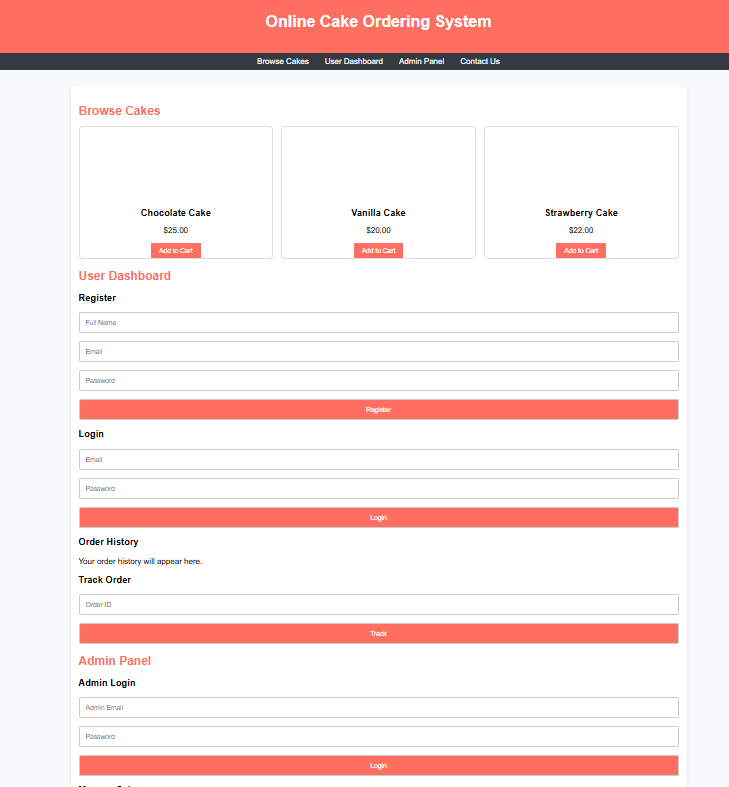 Online Cake Ordering System
Browse Cakes User Dashboard Admin Panel Contact Us
Browse Cakes
Chocolate Cake Vanilla Cake Strawberry Cake
$25.00 $20.00 $22.00
Add to Cart Add to Cart Add to Cart
User Dashboard
Register
Full Name
Email
Password
Register
Login
Email
Password
Login
Order History
Your order history will appear here.
Track Order
Order ID
Track
Admin Panel
Admin Login
Admin Email
Password
Login